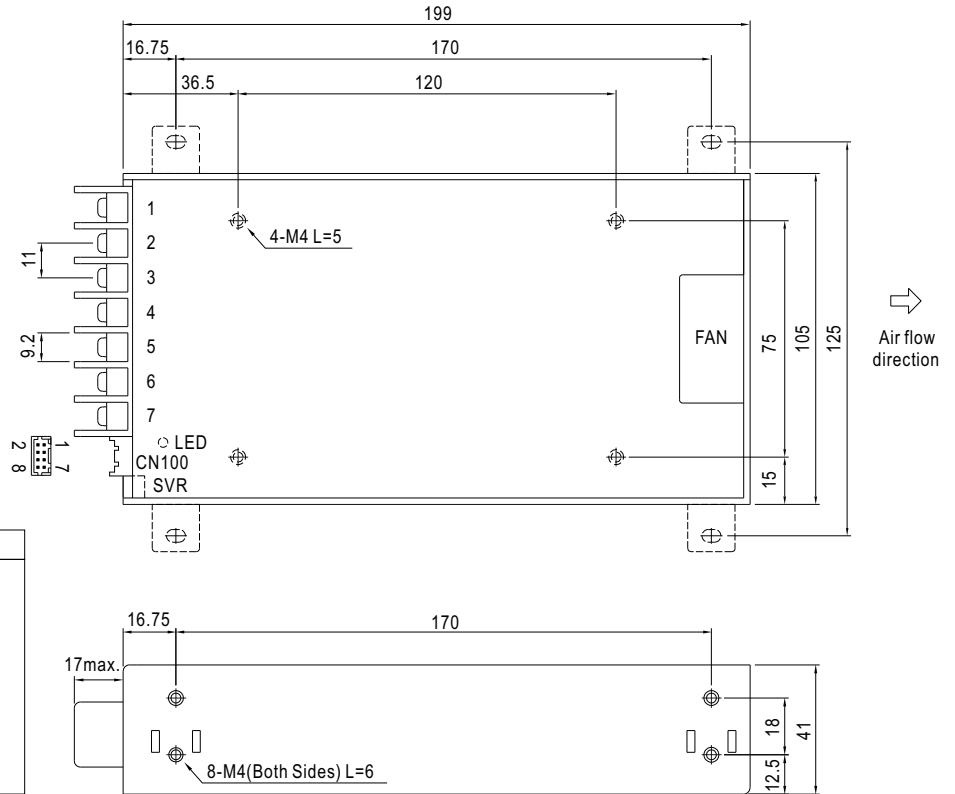 199
16.75
170
36.5
120
1
4-M4 L=5
2
11
3
4
9.2
5
FAN
75
105
125
Air flow
direction
6
7
LED
2 8
1 7
CN100
SVR
15
16.75
170
17max.
18
41
8-M4(Both Sides) L=6
12.5